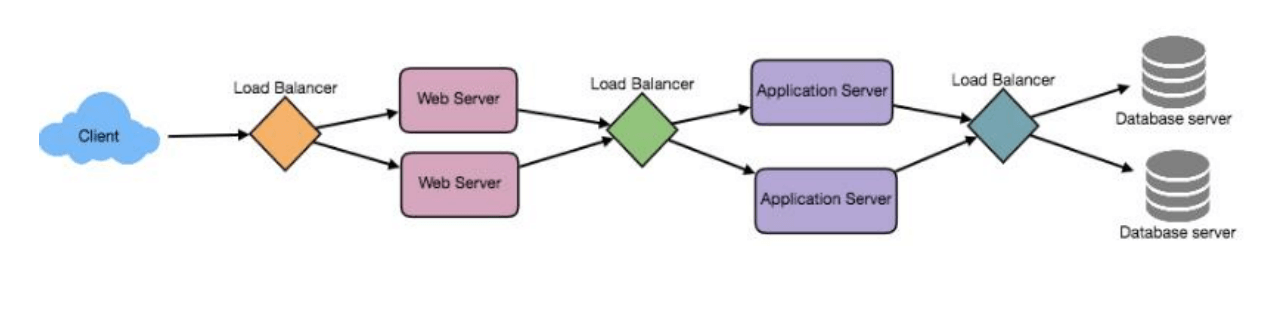 Client
Load Balancer
Web Server
Web Server
Load Balancer
Application Server
Application Server
Load Balancer
Database server
Database server